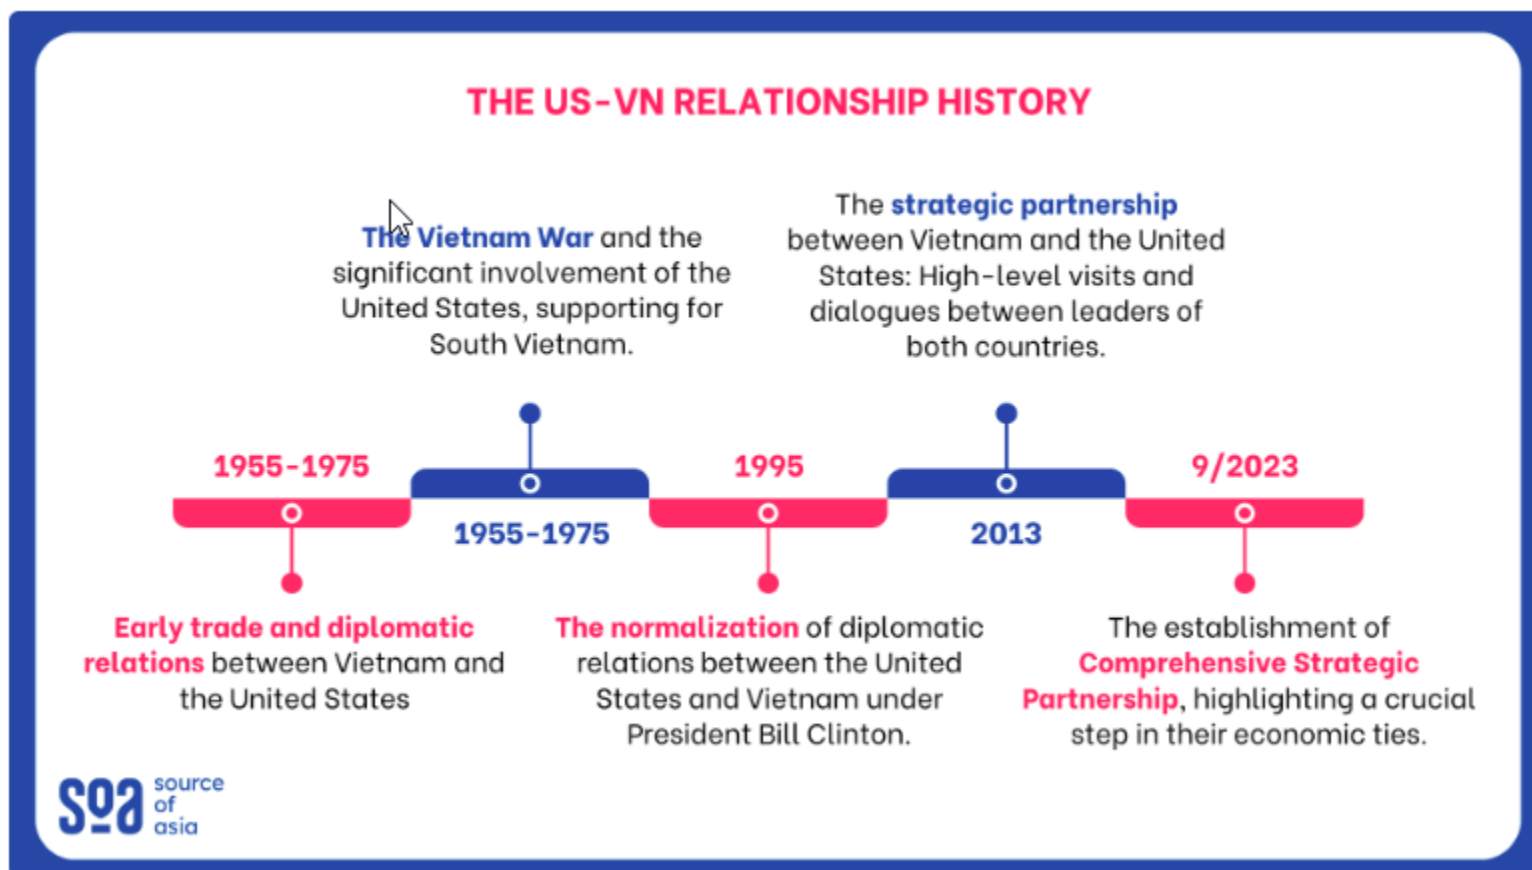 THE US-VN RELATIONSHIP HISTORY
The Vietnam War and the
significant involvement of the
United States, supporting for
South Vietnam.
The strategic partnership
between Vietnam and the United
States: High-level visits and
dialogues between leaders of
both countries.
1955-1975
1955-1975
1995
2013
9/2023
Early trade and diplomatic
relations between Vietnam and
the United States
The normalization of diplomatic
relations between the United
States and Vietnam under
President Bill Clinton.
The establishment of
Comprehensive Strategic
Partnership, highlighting a crucial
step in their economic ties.
soa
source
of
asia